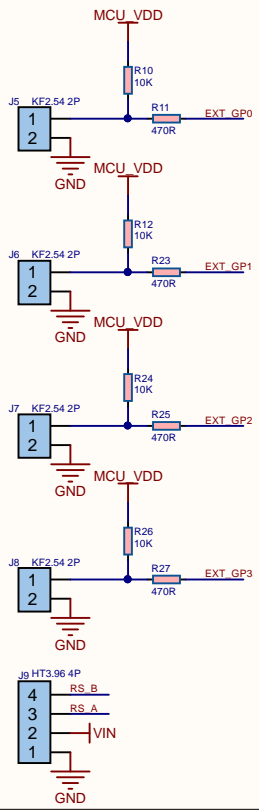 MCU_VDD
R10
10K
J5 KF2.54 2P
R11
EXT_GP0
1
470R
2
GND
MCU_VDD
R12
10K
J6 KF2.54 2P
R23
EXT_GP1
1
470R
2
GND
MCU_VDD
R24
10K
J7 KF2.54 2P
R25
EXT_GP2
1
470R
2
GND
MCU_VDD
R26
10K
J8 KF2.54 2P
R27
EXT_GP3
1
470R
2
GND
J9 HT3.96 4P
4 RS_B
3 RS_A
2 VIN
1
GND